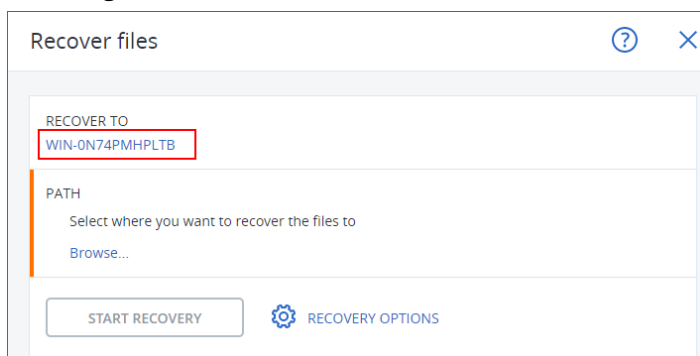 Recover files
?
RECOVER TO
WIN-0N74PMHPLTB
PATH
Select where you want to recover the files to
Browse...
START RECOVERY
RECOVERY OPTIONS